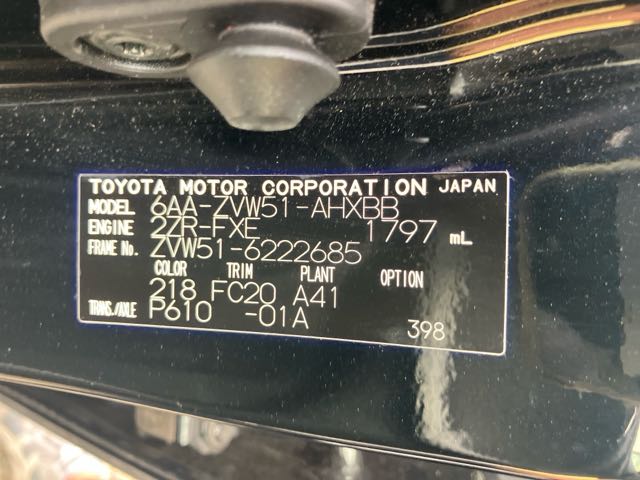 TOYOTA MOTOR CORPORATION JAPAN
MODEL 6AA-ZVW51-AHXBB
ENGINE 2ZR-FXE 1797 mL
FRAME No. ZVW51-6222685
COLOR TRIM PLANT OPTION
218 FC20 A41
TRANS./AXLE P610 -01A 398